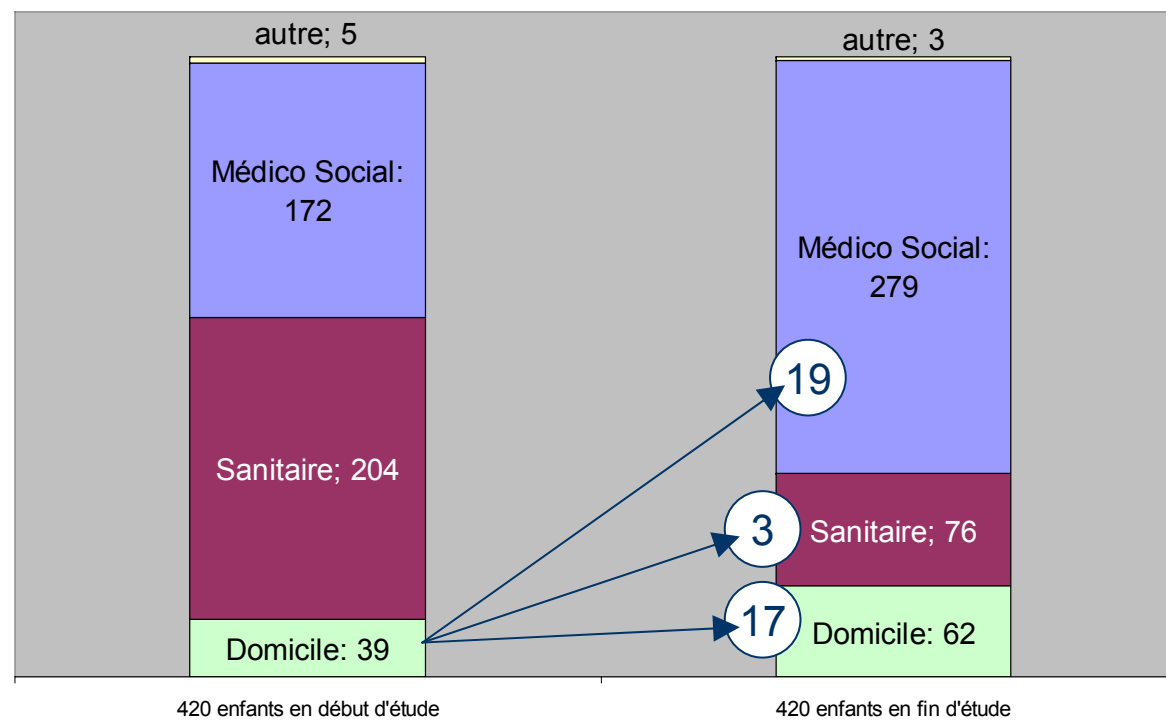 autre; 5
Médico Social:
172
Sanitaire; 204
Domicile: 39
autre; 3
Médico Social:
279
19
3
Sanitaire; 76
17
Domicile: 62
420 enfants en début d'étude
420 enfants en fin d'étude